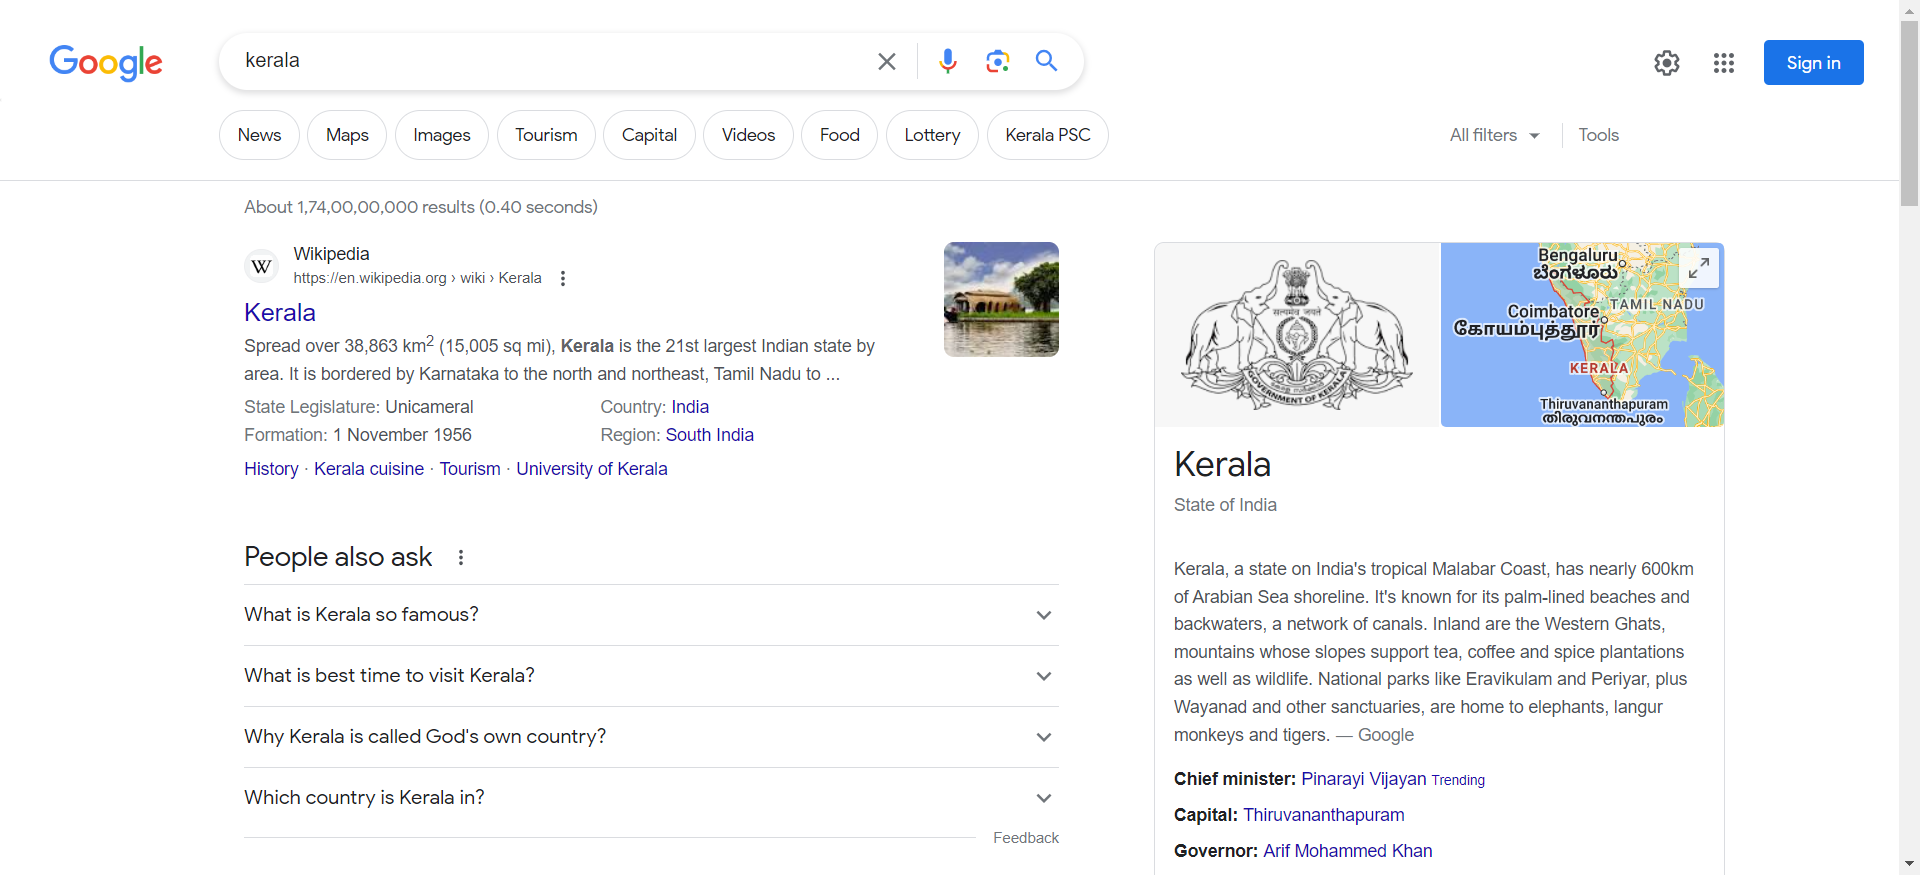 Google
kerala
Sign in
News
Maps
Images
Tourism
Capital
Videos
Food
Lottery
Kerala PSC
All filters
Tools
About 1,74,00,00,000 results (0.40 seconds)
W
Wikipedia
https://en.wikipedia.org › wiki › Kerala
Kerala
Spread over 38,863 km2 (15,005 sq mi), Kerala is the 21st largest Indian state by
area. It is bordered by Karnataka to the north and northeast, Tamil Nadu to ...
State Legislature: Unicameral
Country: India
Formation: 1 November 1956
Region: South India
History · Kerala cuisine · Tourism · University of Kerala
People also ask
What is Kerala so famous?
What is best time to visit Kerala?
Why Kerala is called God's own country?
Which country is Kerala in?
Feedback
सत्यमेव जयते
GOVERNMENT OF KERALA
Bengaluru
ಬೆಂಗಳೂರು
TAMIL NADU
Coimbatore
கோயம்புத்தூர்
KERALA
Thiruvananthapuram
തിരുവനന്തപുരം
Kerala
State of India
Kerala, a state on India's tropical Malabar Coast, has nearly 600km
of Arabian Sea shoreline. It's known for its palm-lined beaches and
backwaters, a network of canals. Inland are the Western Ghats,
mountains whose slopes support tea, coffee and spice plantations
as well as wildlife. National parks like Eravikulam and Periyar, plus
Wayanad and other sanctuaries, are home to elephants, langur
monkeys and tigers. — Google
Chief minister: Pinarayi Vijayan Trending
Capital: Thiruvananthapuram
Governor: Arif Mohammed Khan